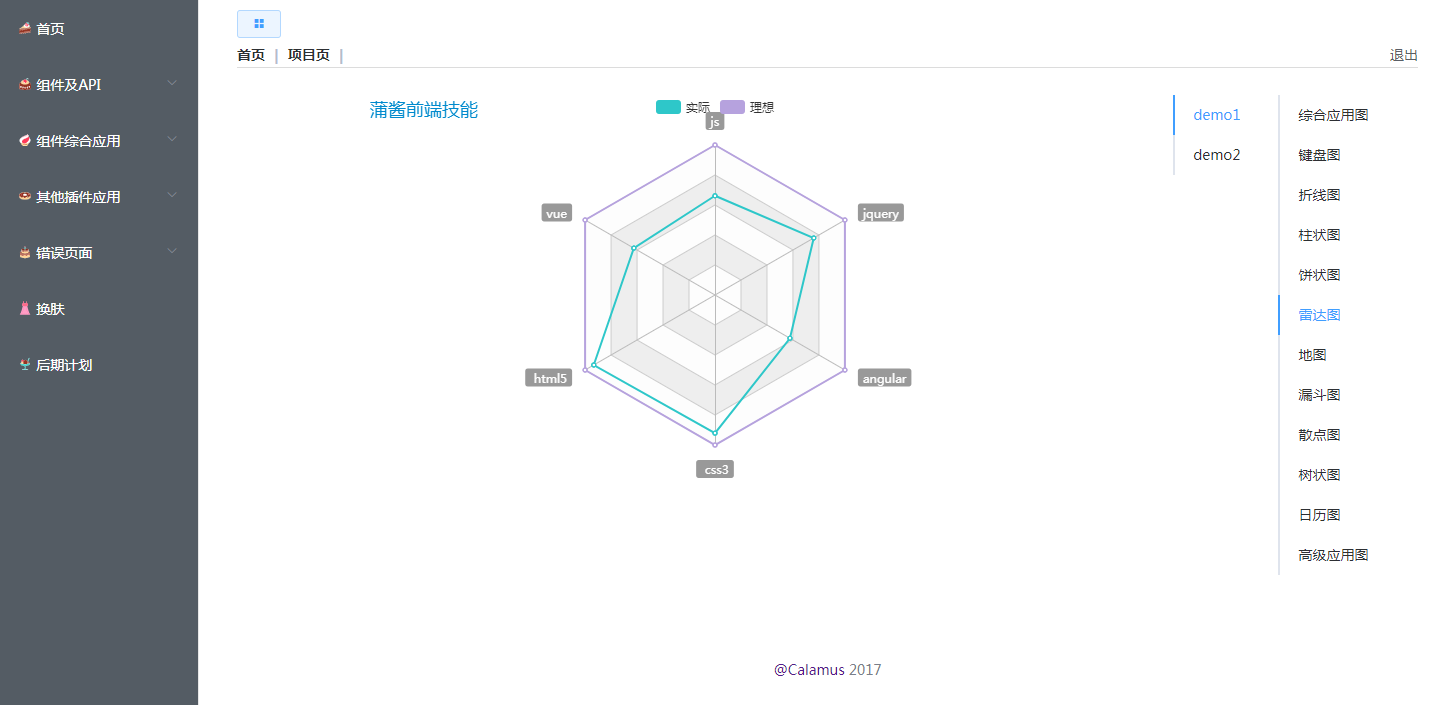 首页
组件及API
组件综合应用
其他插件应用
错误页面
换肤
后期计划
首页 | 项目页 |
退出
蒲酱前端技能
实际 理想
js
vue
jquery
html5
angular
css3
demo1
demo2
综合应用图
键盘图
折线图
柱状图
饼状图
雷达图
地图
漏斗图
散点图
树状图
日历图
高级应用图
@Calamus 2017